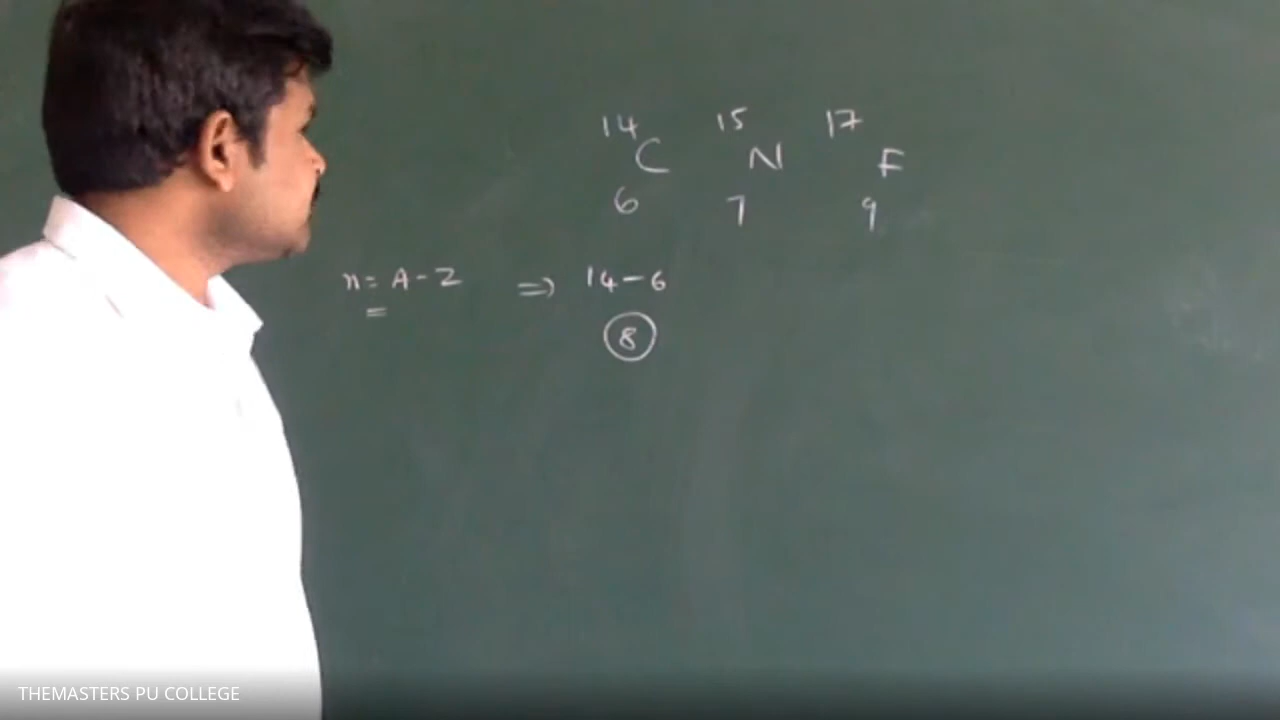 14 15 17
C N F
6 7 9
n = A - Z ⇒ 14 - 6
=
8
THEMASTERS PU COLLEGE